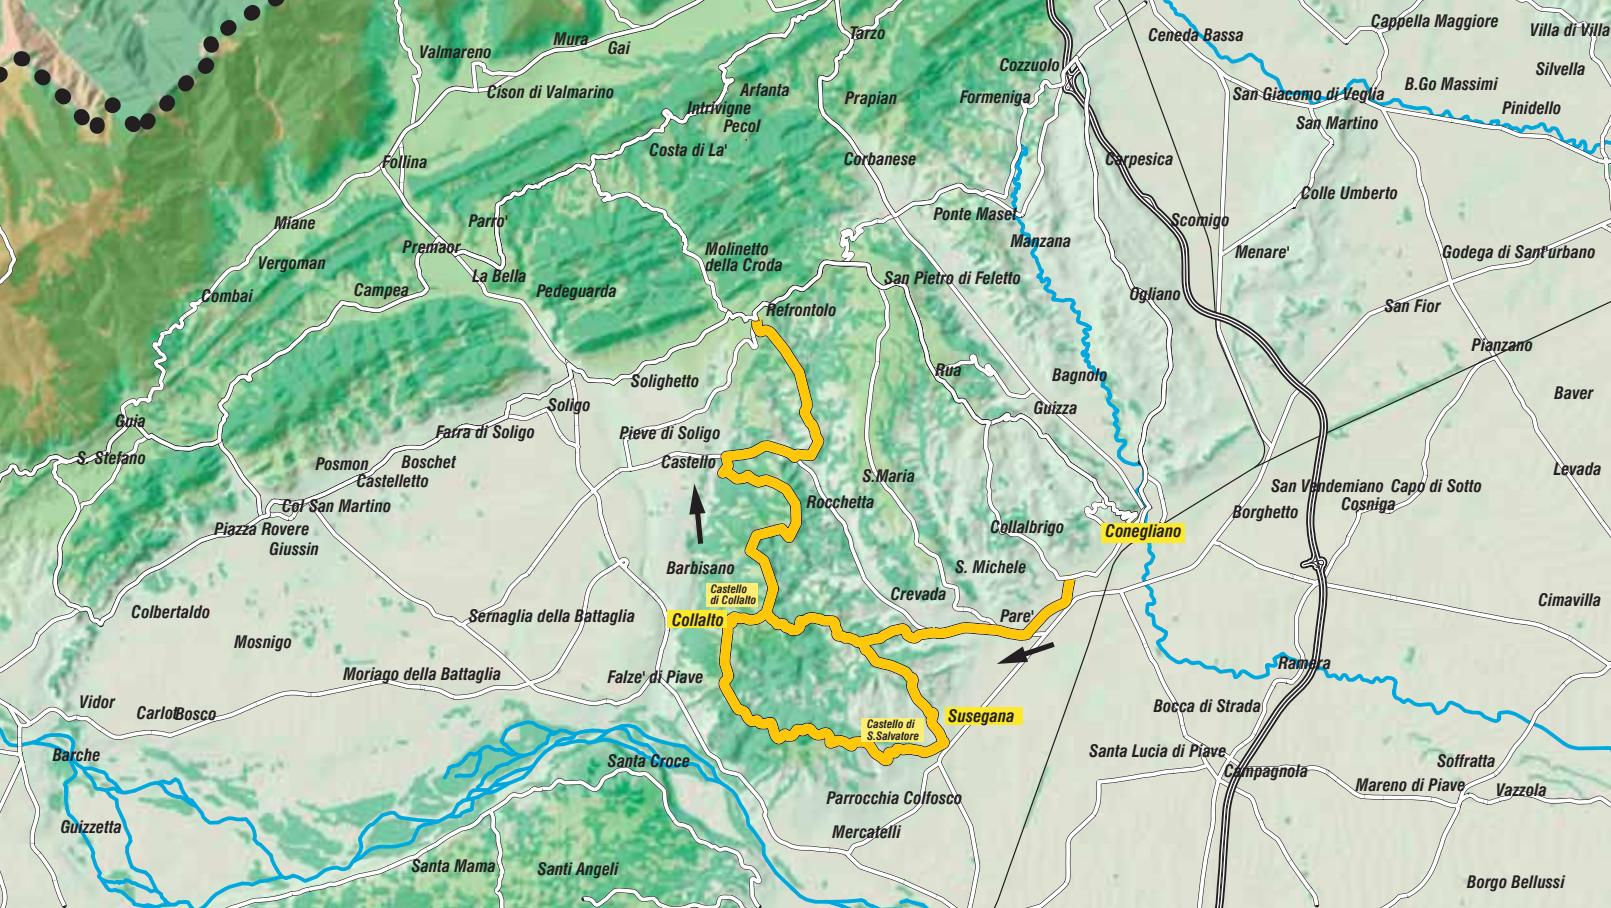 Cappella Maggiore
Villa di Villa
Tarzo
Ceneda Bassa
Mura
Gai
Valmareno
Cozzuolo
Silvella
Cison di Valmarino
Arfanta
Prapian
Formeniga
San Giacomo di Veglia
B.Go Massimi
Intrivigne
Pinidello
Pecol
San Martino
Costa di La'
Follina
Corbanese
Carpesica
Colle Umberto
Miane
Parro'
Ponte Maset
Scomigo
Premaor
Molinetto
della Croda
Manzana
Menare'
Godega di Sant'urbano
Vergoman
La Bella
San Pietro di Feletto
Combai
Campea
Pedeguarda
Ogliano
Refrontolo
San Fior
Pianzano
Rua
Bagnolo
Solighetto
Baver
Soligo
Guizza
Guia
Farra di Soligo
Pieve di Soligo
S. Stefano
Posmon
Boschet
Castello
Castelletto
S.Maria
Levada
San Vendemiano
Capo di Sotto
Col San Martino
Rocchetta
Cosniga
Borghetto
Piazza Rovere
Collalbrigo
Conegliano
Giussin
Barbisano
S. Michele
Castello
di Collalto
Crevada
Cimavilla
Colbertaldo
Sernaglia della Battaglia
Collalto
Pare'
Mosnigo
Ramera
Moriago della Battaglia
Falze' di Piave
Vidor
Carlot
Bosco
Susegana
Bocca di Strada
Castello di
S.Salvatore
Barche
Santa Croce
Santa Lucia di Piave
Soffratta
Campagnola
Mareno di Piave
Vazzola
Parrocchia Colfosco
Guizzetta
Mercatelli
Santa Mama
Santi Angeli
Borgo Bellussi